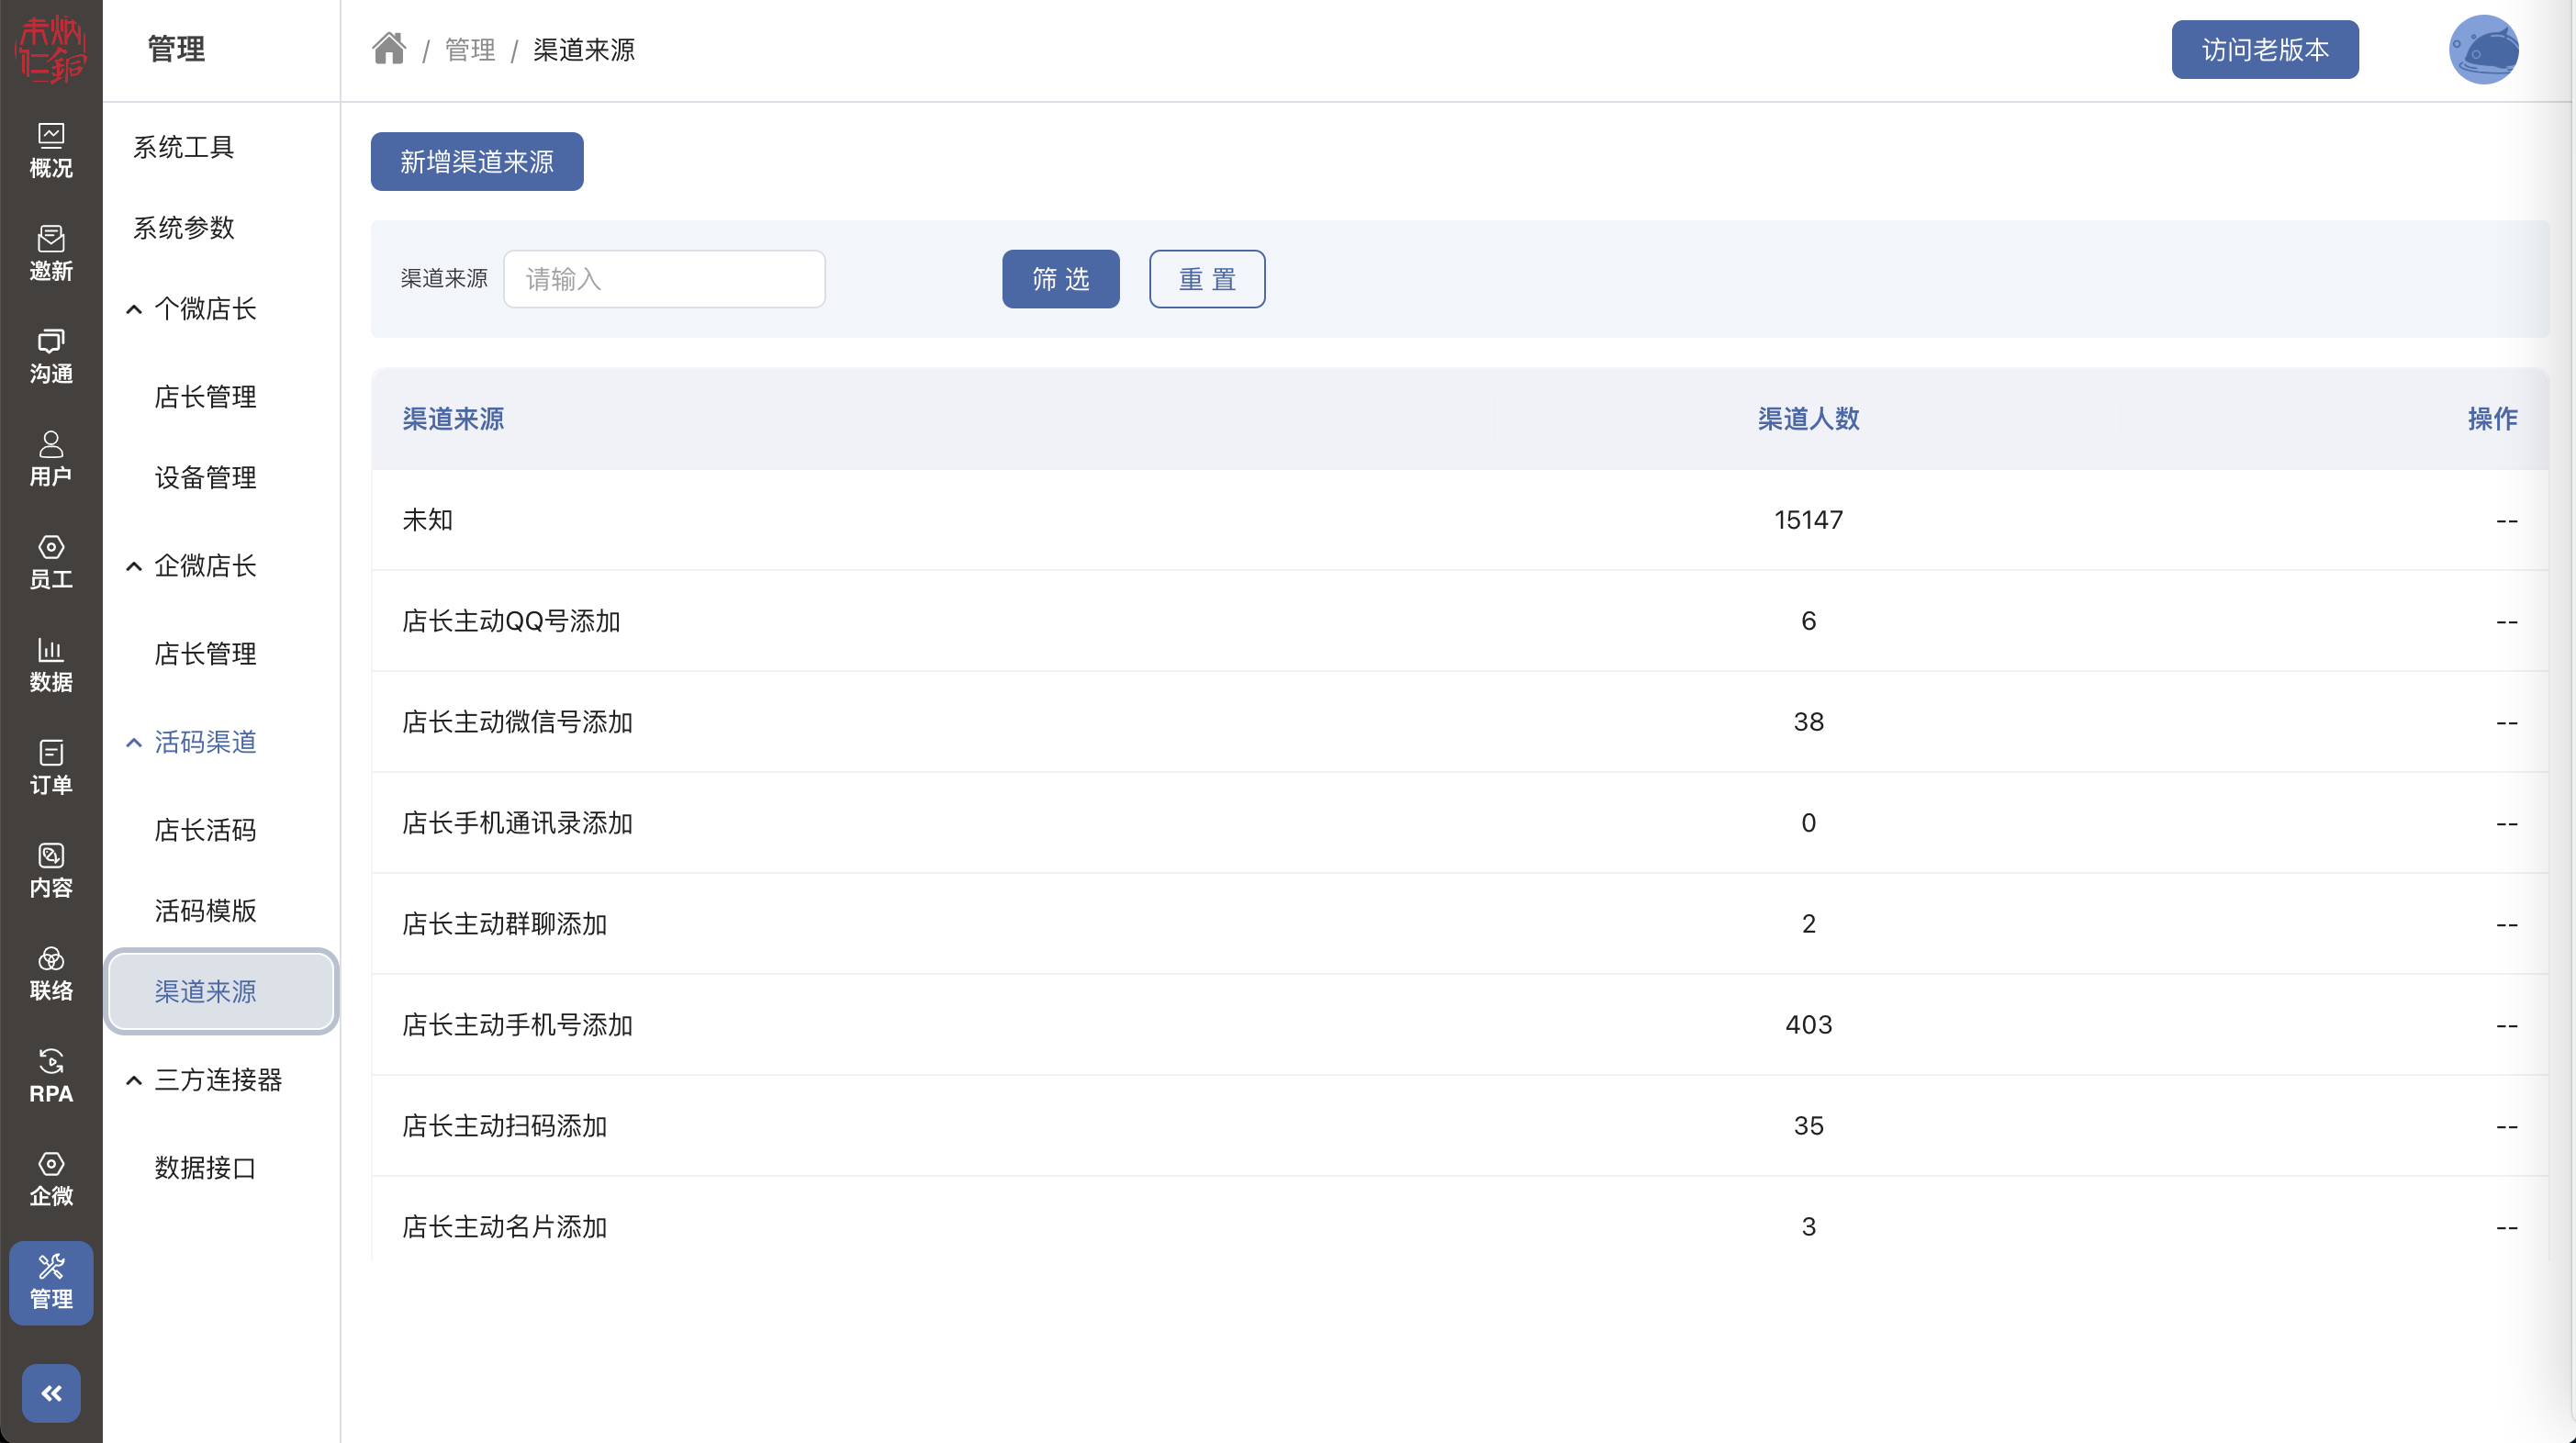 未炳
仁鋗
概况
邀新
沟通
用户
员工
数据
订单
内容
联络
RPA
企微
管理
管理
系统工具
系统参数
个微店长
店长管理
设备管理
企微店长
店长管理
活码渠道
店长活码
活码模版
渠道来源
三方连接器
数据接口
/ 管理 / 渠道来源
访问老版本
新增渠道来源
渠道来源 请输入 筛 选 重 置
渠道来源 渠道人数 操作
未知 15147 --
店长主动QQ号添加 6 --
店长主动微信号添加 38 --
店长手机通讯录添加 0 --
店长主动群聊添加 2 --
店长主动手机号添加 403 --
店长主动扫码添加 35 --
店长主动名片添加 3 --